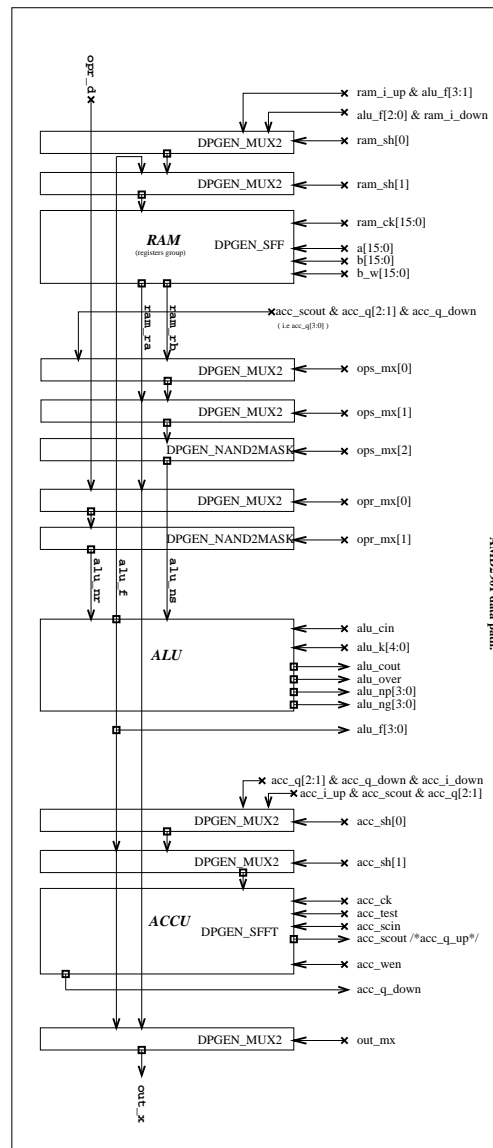 opr_d
ram_i_up & alu_f[3:1]
alu_f[2:0] & ram_i_down
DPGEN_MUX2
ram_sh[0]
DPGEN_MUX2
ram_sh[1]
RAM
(registers group)
DPGEN_SFF
ram_ck[15:0]
a[15:0]
b[15:0]
b_w[15:0]
ram_ra
ram_rb
acc_scout & acc_q[2:1] & acc_q_down
( i.e acc_q[3:0] )
DPGEN_MUX2
ops_mx[0]
DPGEN_MUX2
ops_mx[1]
DPGEN_NAND2MASK
ops_mx[2]
DPGEN_MUX2
opr_mx[0]
DPGEN_NAND2MASK
opr_mx[1]
alu_nr
alu_f
alu_ns
data path
ALU
alu_cin
alu_k[4:0]
alu_cout
alu_over
alu_np[3:0]
alu_ng[3:0]
alu_f[3:0]
acc_q[2:1] & acc_q_down & acc_i_down
acc_i_up & acc_scout & acc_q[2:1]
DPGEN_MUX2
acc_sh[0]
DPGEN_MUX2
acc_sh[1]
ACCU
DPGEN_SFFT
acc_ck
acc_test
acc_scin
acc_scout /*acc_q_up*/
acc_wen
acc_q_down
DPGEN_MUX2
out_mx
out_x